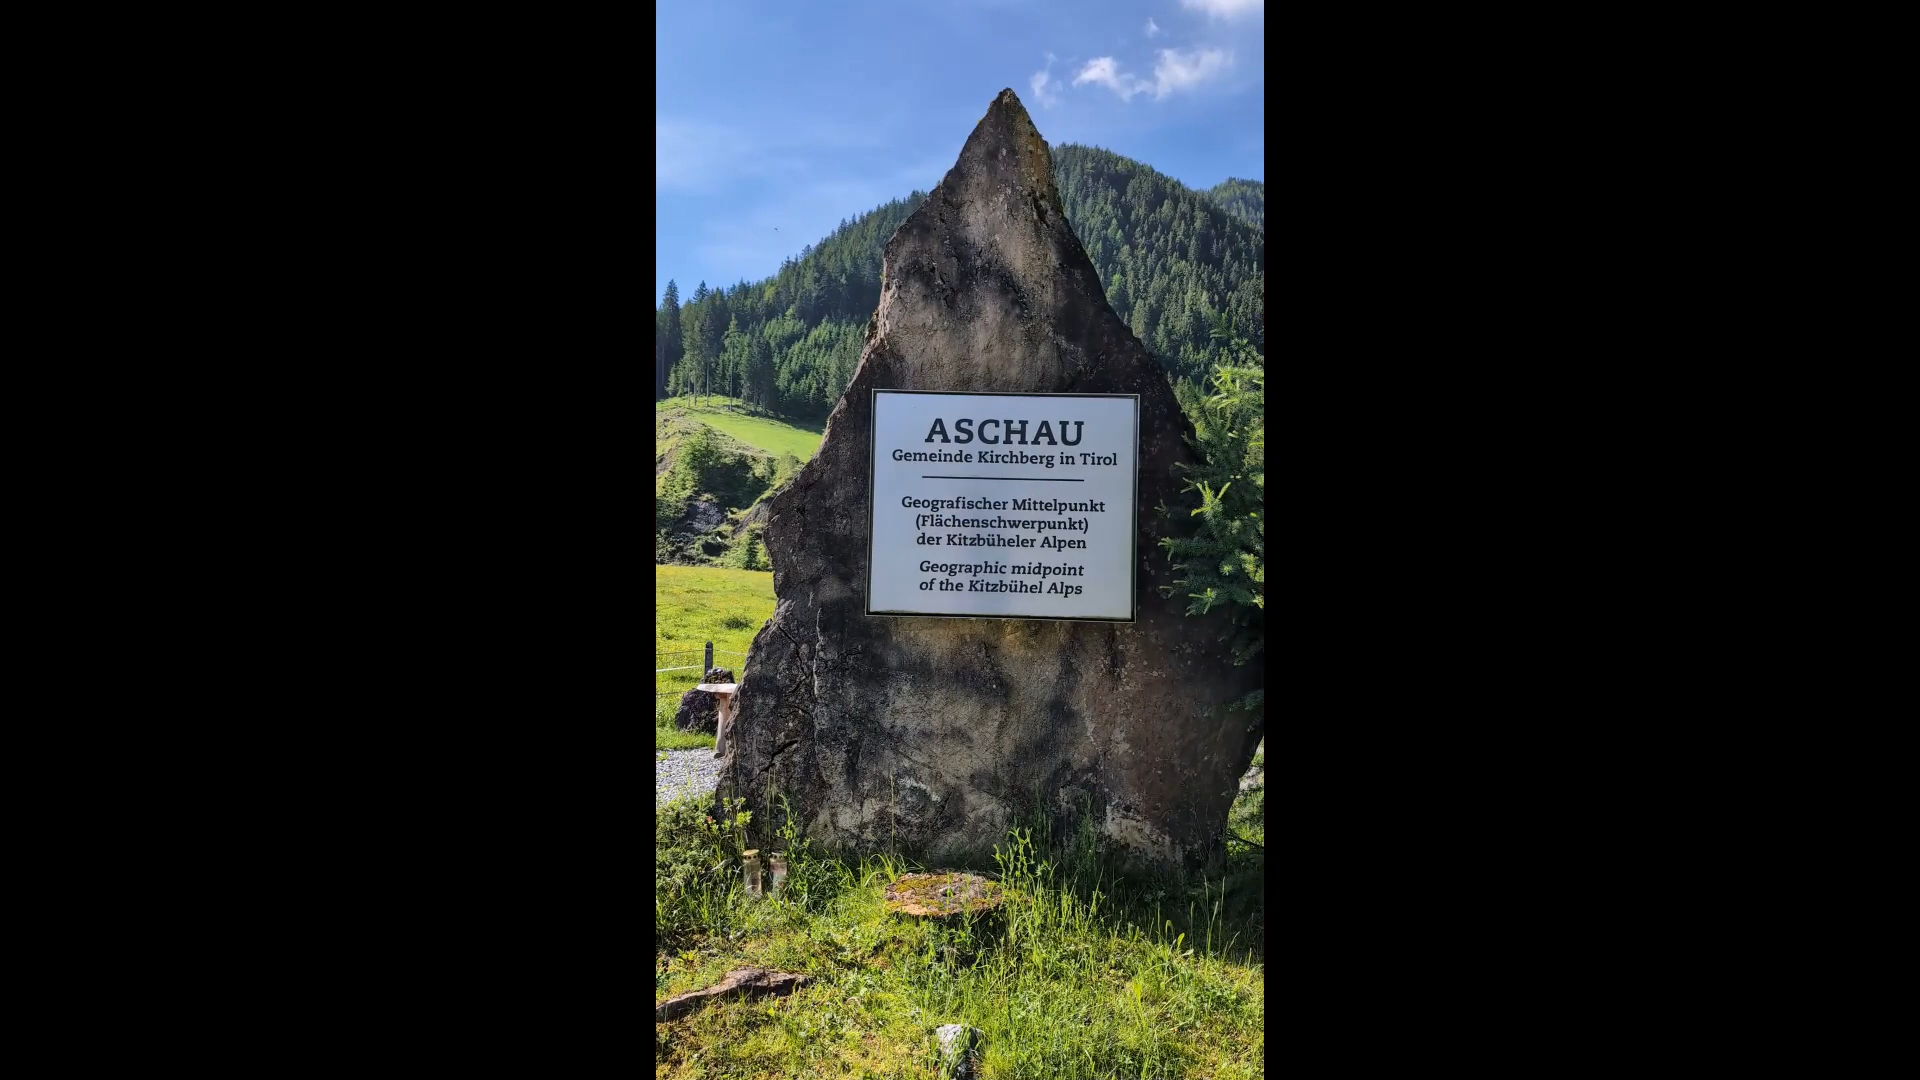 ASCHAU
Gemeinde Kirchberg in Tirol
Geografischer Mittelpunkt
(Flächenschwerpunkt)
der Kitzbüheler Alpen
Geographic midpoint
of the Kitzbühel Alps